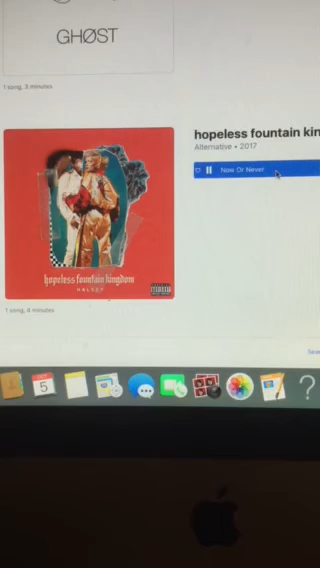 GHØST
1 song, 3 minutes
hopeless fountain kin
Alternative • 2017
Now Or Never
hopeless fountain kingdom
HALSEY
1 song, 6 minutes
5
?